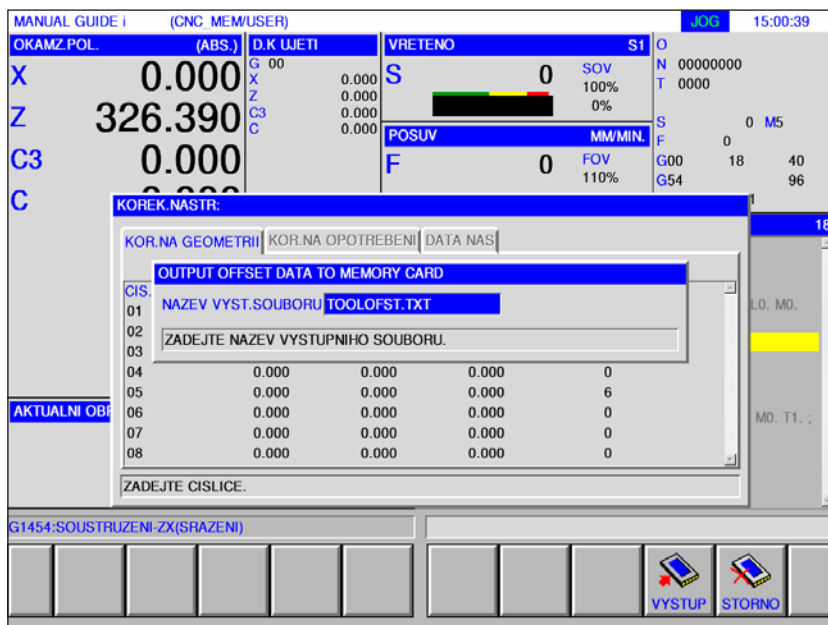 MANUAL GUIDE i (CNC_MEM/USER) JOG 15:00:39
OKAMZ.POL. (ABS.) D.K UJETI VRETENO S1 O
X 0.000 G 00 S 0 SOV N 00000000
X 0.000 100% T 0000
Z 326.390 Z 0.000 0%
C3 0.000 S 0 M5
C 0.000 POSUV MM/MIN. F 0
C3 0.000 F 0 FOV G00 18 40
110% G54 96
C
KOREK.NASTR:
KOR.NA GEOMETRII KOR.NA OPOTREBENI DATA NAS
OUTPUT OFFSET DATA TO MEMORY CARD
CIS.
NAZEV VYST.SOUBORU TOOLOFST.TXT
01 L0. M0.
02 ZADEJTE NAZEV VYSTUPNIHO SOUBORU.
03
04 0.000 0.000 0.000 0
05 0.000 0.000 0.000 6
AKTUALNI OBR 06 0.000 0.000 0.000 0
M0. T1. ;
07 0.000 0.000 0.000 0
08 0.000 0.000 0.000 0
ZADEJTE CISLICE.
G1454:SOUSTRUZENI-ZX(SRAZENI)
VYSTUP STORNO